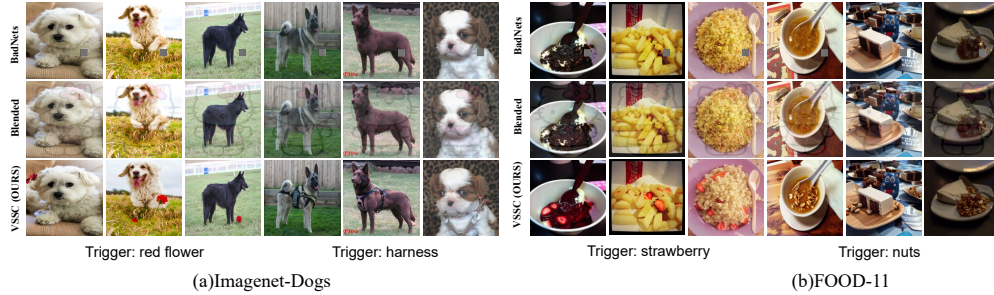 BadNets
Blended
VSSC (OURS)
Trigger: red flower
Trigger: harness
(a)Imagenet-Dogs
BadNets
Blended
VSSC (OURS)
Trigger: strawberry
Trigger: nuts
(b)FOOD-11